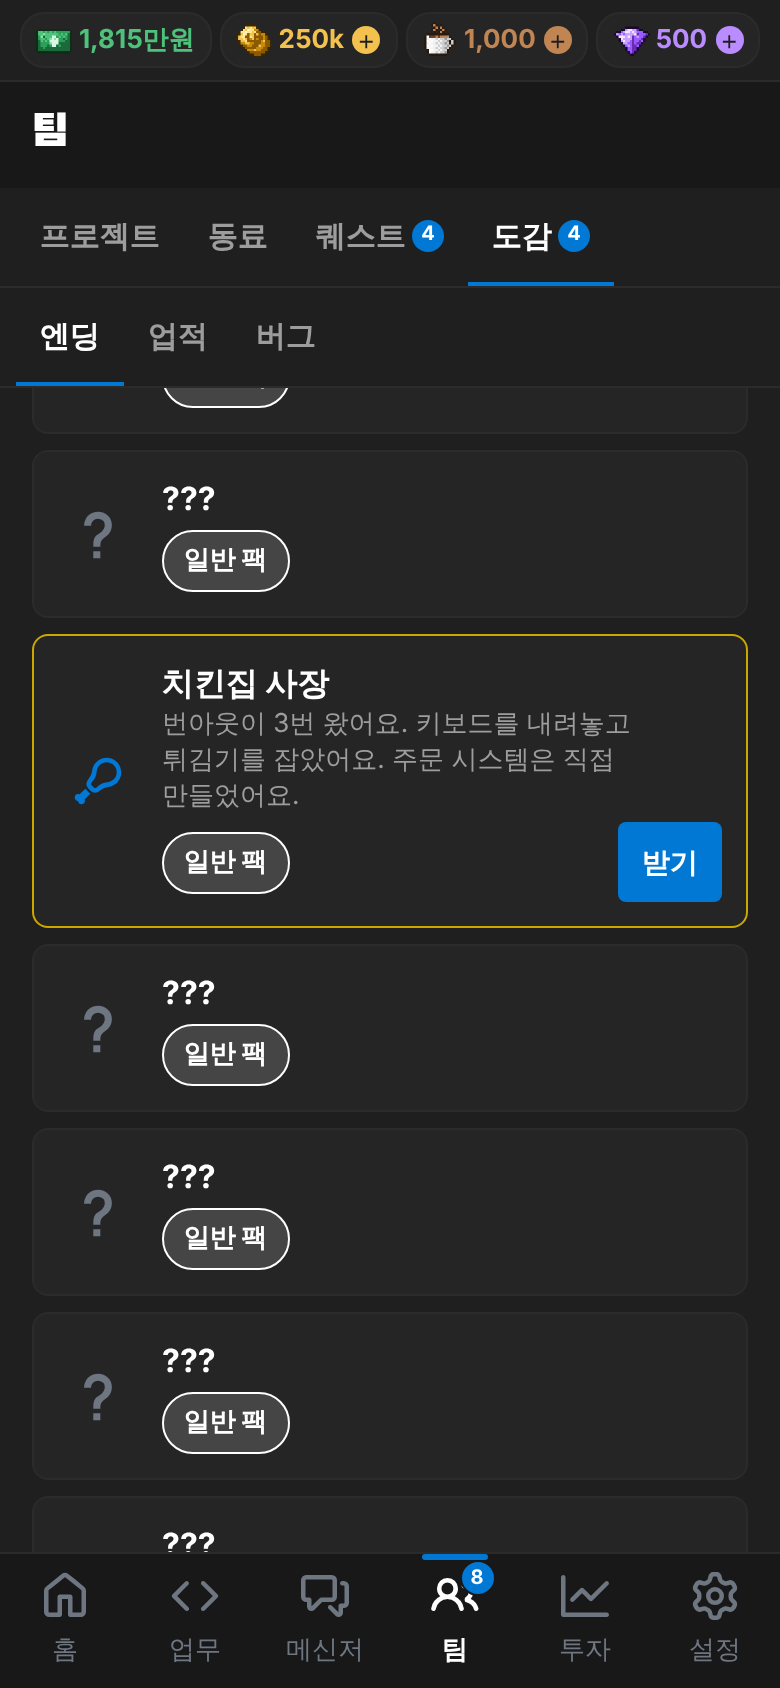 1,815만원 250k 1,000 500
팀
프로젝트 동료 퀘스트 4 도감 4
엔딩 업적 버그
???
일반 팩
치킨집 사장
번아웃이 3번 왔어요. 키보드를 내려놓고
튀김기를 잡았어요. 주문 시스템은 직접
만들었어요.
일반 팩
받기
???
일반 팩
???
일반 팩
???
일반 팩
???
8
홈 업무 메신저 팀 투자 설정